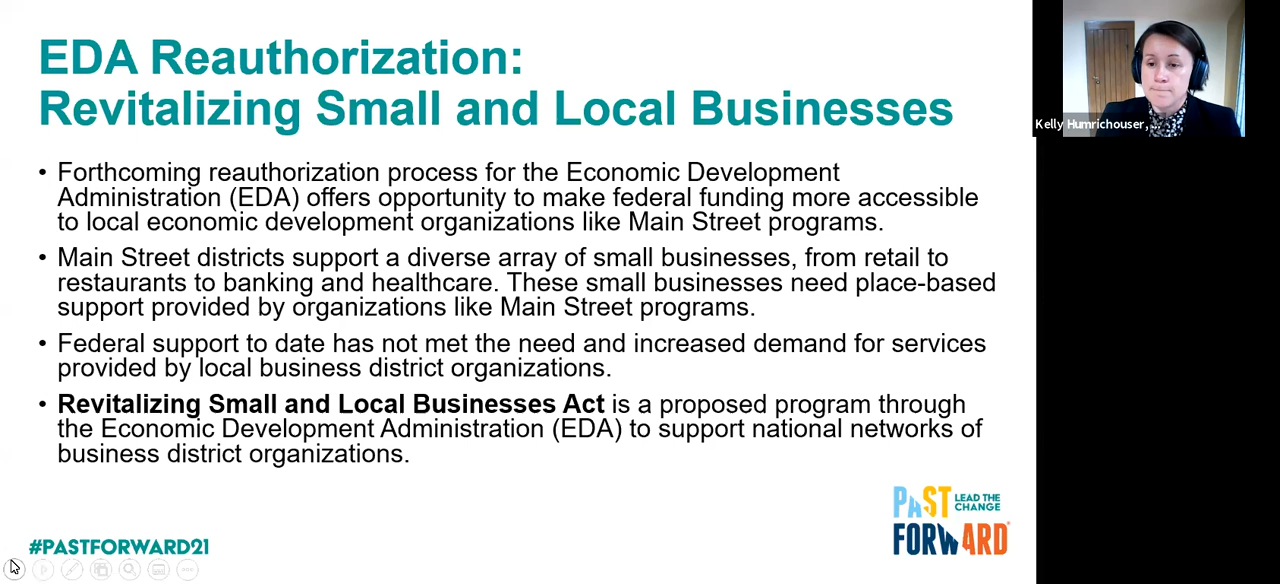 EDA Reauthorization:
Revitalizing Small and Local Businesses
• Forthcoming reauthorization process for the Economic Development
Administration (EDA) offers opportunity to make federal funding more accessible
to local economic development organizations like Main Street programs.
• Main Street districts support a diverse array of small businesses, from retail to
restaurants to banking and healthcare. These small businesses need place-based
support provided by organizations like Main Street programs.
• Federal support to date has not met the need and increased demand for services
provided by local business district organizations.
• Revitalizing Small and Local Businesses Act is a proposed program through
the Economic Development Administration (EDA) to support national networks of
business district organizations.
#PASTFORWARD21
PAST
FORWARD®
LEAD THE
CHANGE
Kelly Humrichouser, ...